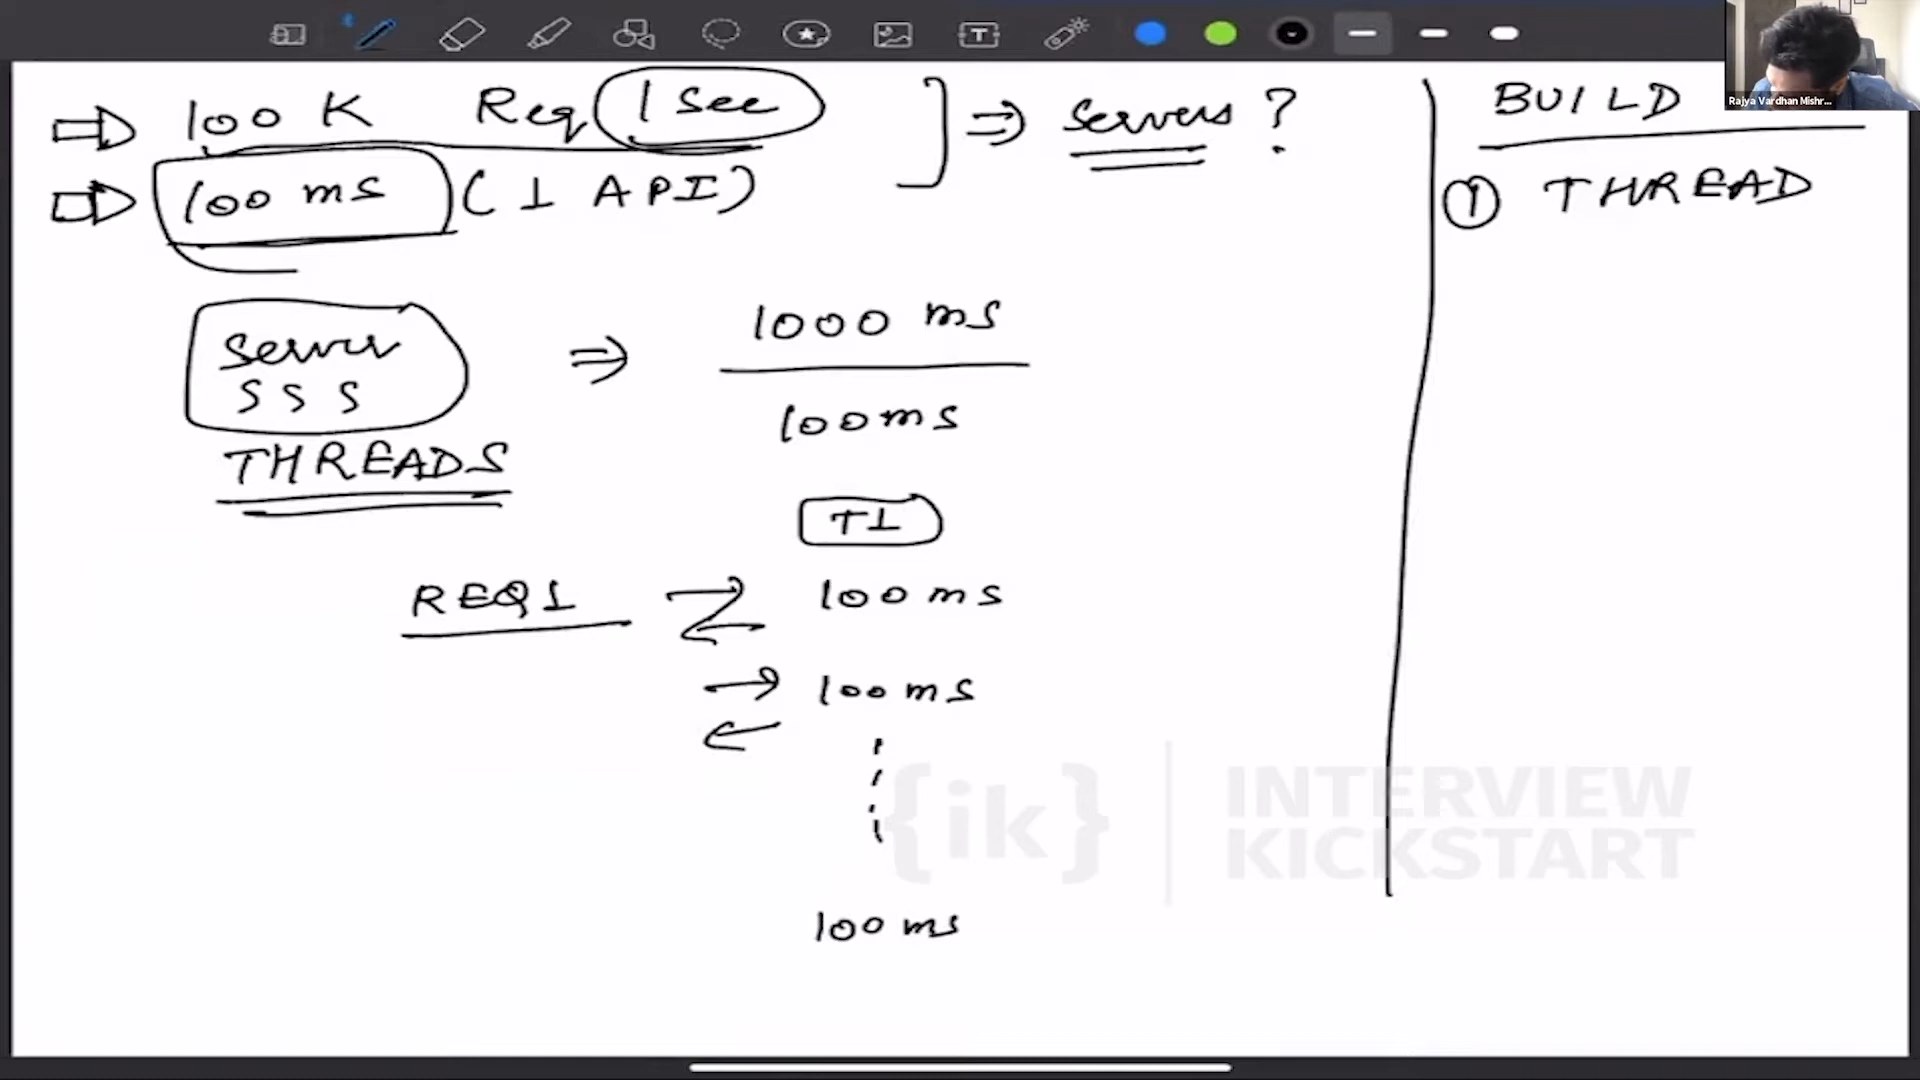 100 K Req 1 Sec
100 ms (1 API)
Servers ?
Server
THREADS
1000 ms
100ms
T1
REQ1
100 ms
100 ms
100 ms
BUILD
① THREAD
Rajya Vardhan Mishr...
{ik} INTERVIEW
KICKSTART